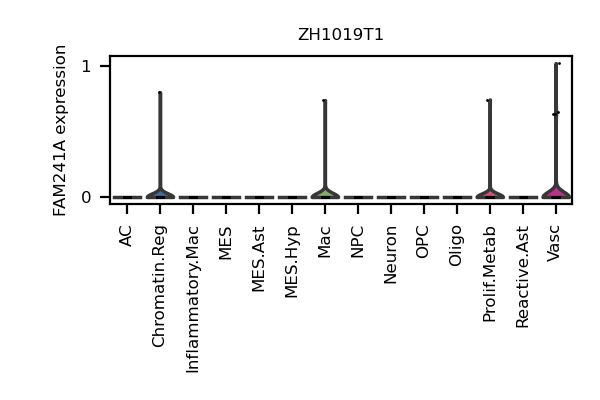 ZH1019T1
FAM241A expression
1
0
AC
Chromatin.Reg
Inflammatory.Mac
MES
MES.Ast
MES.Hyp
Mac
NPC
Neuron
OPC
Oligo
Prolif.Metab
Reactive.Ast
Vasc